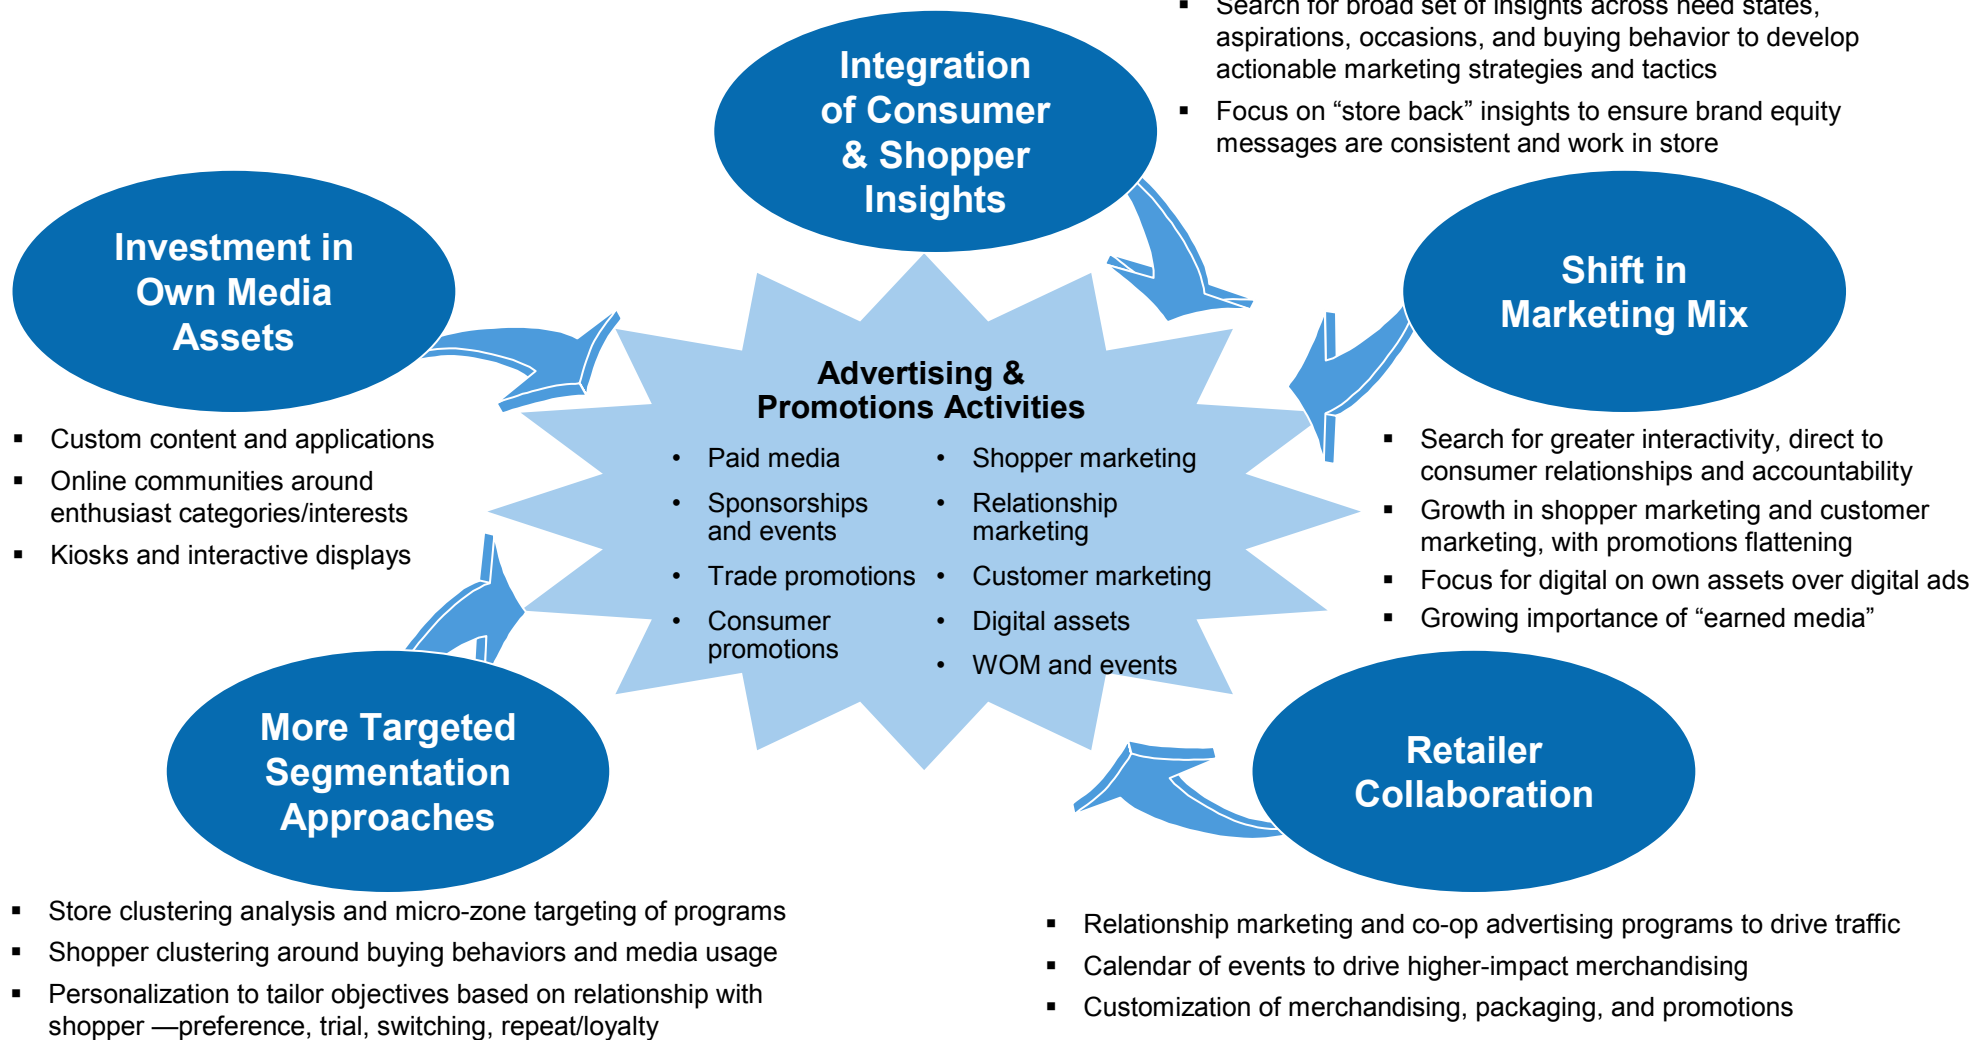 Integration
of Consumer
& Shopper
Insights
▪ Search for broad set of insights across need states,
aspirations, occasions, and buying behavior to develop
actionable marketing strategies and tactics
▪ Focus on “store back” insights to ensure brand equity
messages are consistent and work in store
Investment in
Own Media
Assets
▪ Custom content and applications
▪ Online communities around
enthusiast categories/interests
▪ Kiosks and interactive displays
Shift in
Marketing Mix
▪ Search for greater interactivity, direct to
consumer relationships and accountability
▪ Growth in shopper marketing and customer
marketing, with promotions flattening
▪ Focus for digital on own assets over digital ads
▪ Growing importance of “earned media”
Advertising &
Promotions Activities
• Paid media
• Sponsorships
and events
• Trade promotions
• Consumer
promotions
• Shopper marketing
• Relationship
marketing
• Customer marketing
• Digital assets
• WOM and events
More Targeted
Segmentation
Approaches
▪ Store clustering analysis and micro-zone targeting of programs
▪ Shopper clustering around buying behaviors and media usage
▪ Personalization to tailor objectives based on relationship with
shopper —preference, trial, switching, repeat/loyalty
Retailer
Collaboration
▪ Relationship marketing and co-op advertising programs to drive traffic
▪ Calendar of events to drive higher-impact merchandising
▪ Customization of merchandising, packaging, and promotions